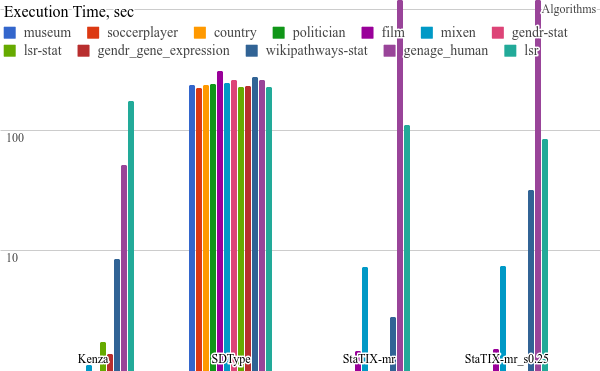 Execution Time, sec
Algorithms
museum soccerplayer country politician film mixen gendr-stat
lsr-stat gendr_gene_expression wikipathways-stat genage_human lsr
100
10
Kenza SDType StaTIX-mr StaTIX-mr_s0.25